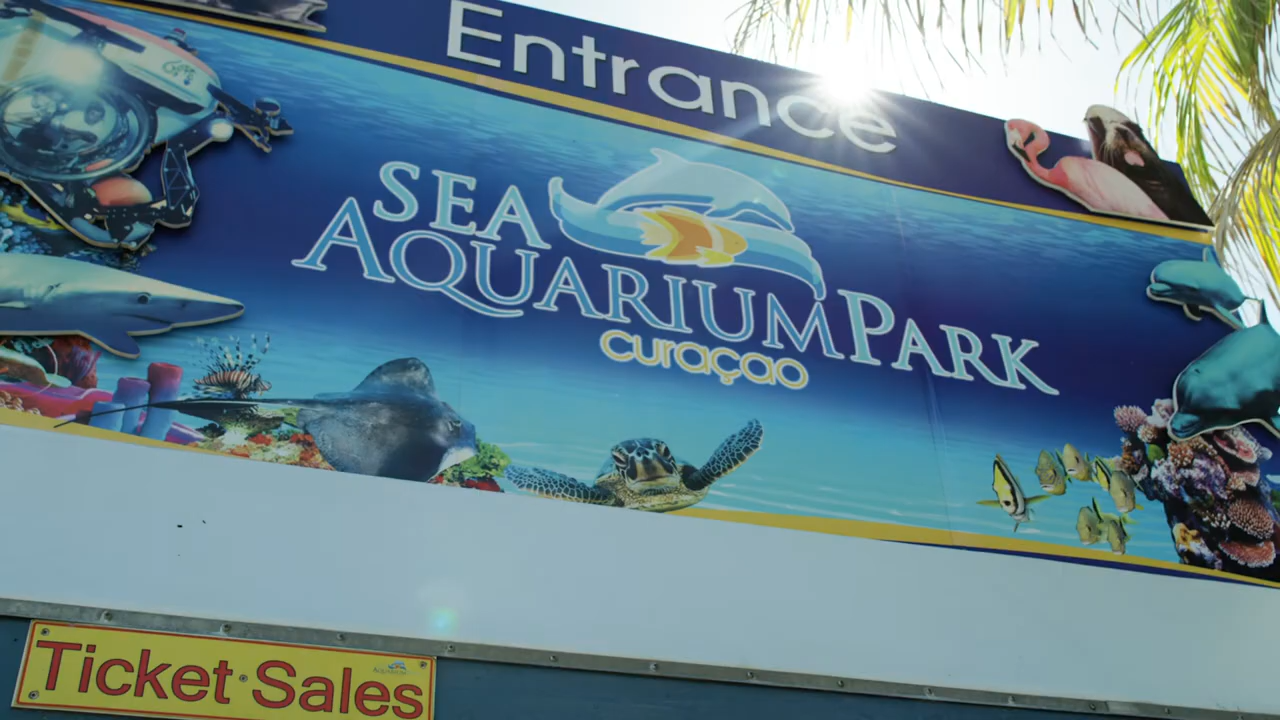 Entrance
SEA
AQUARIUMPARK
curaçao
Ticket Sales